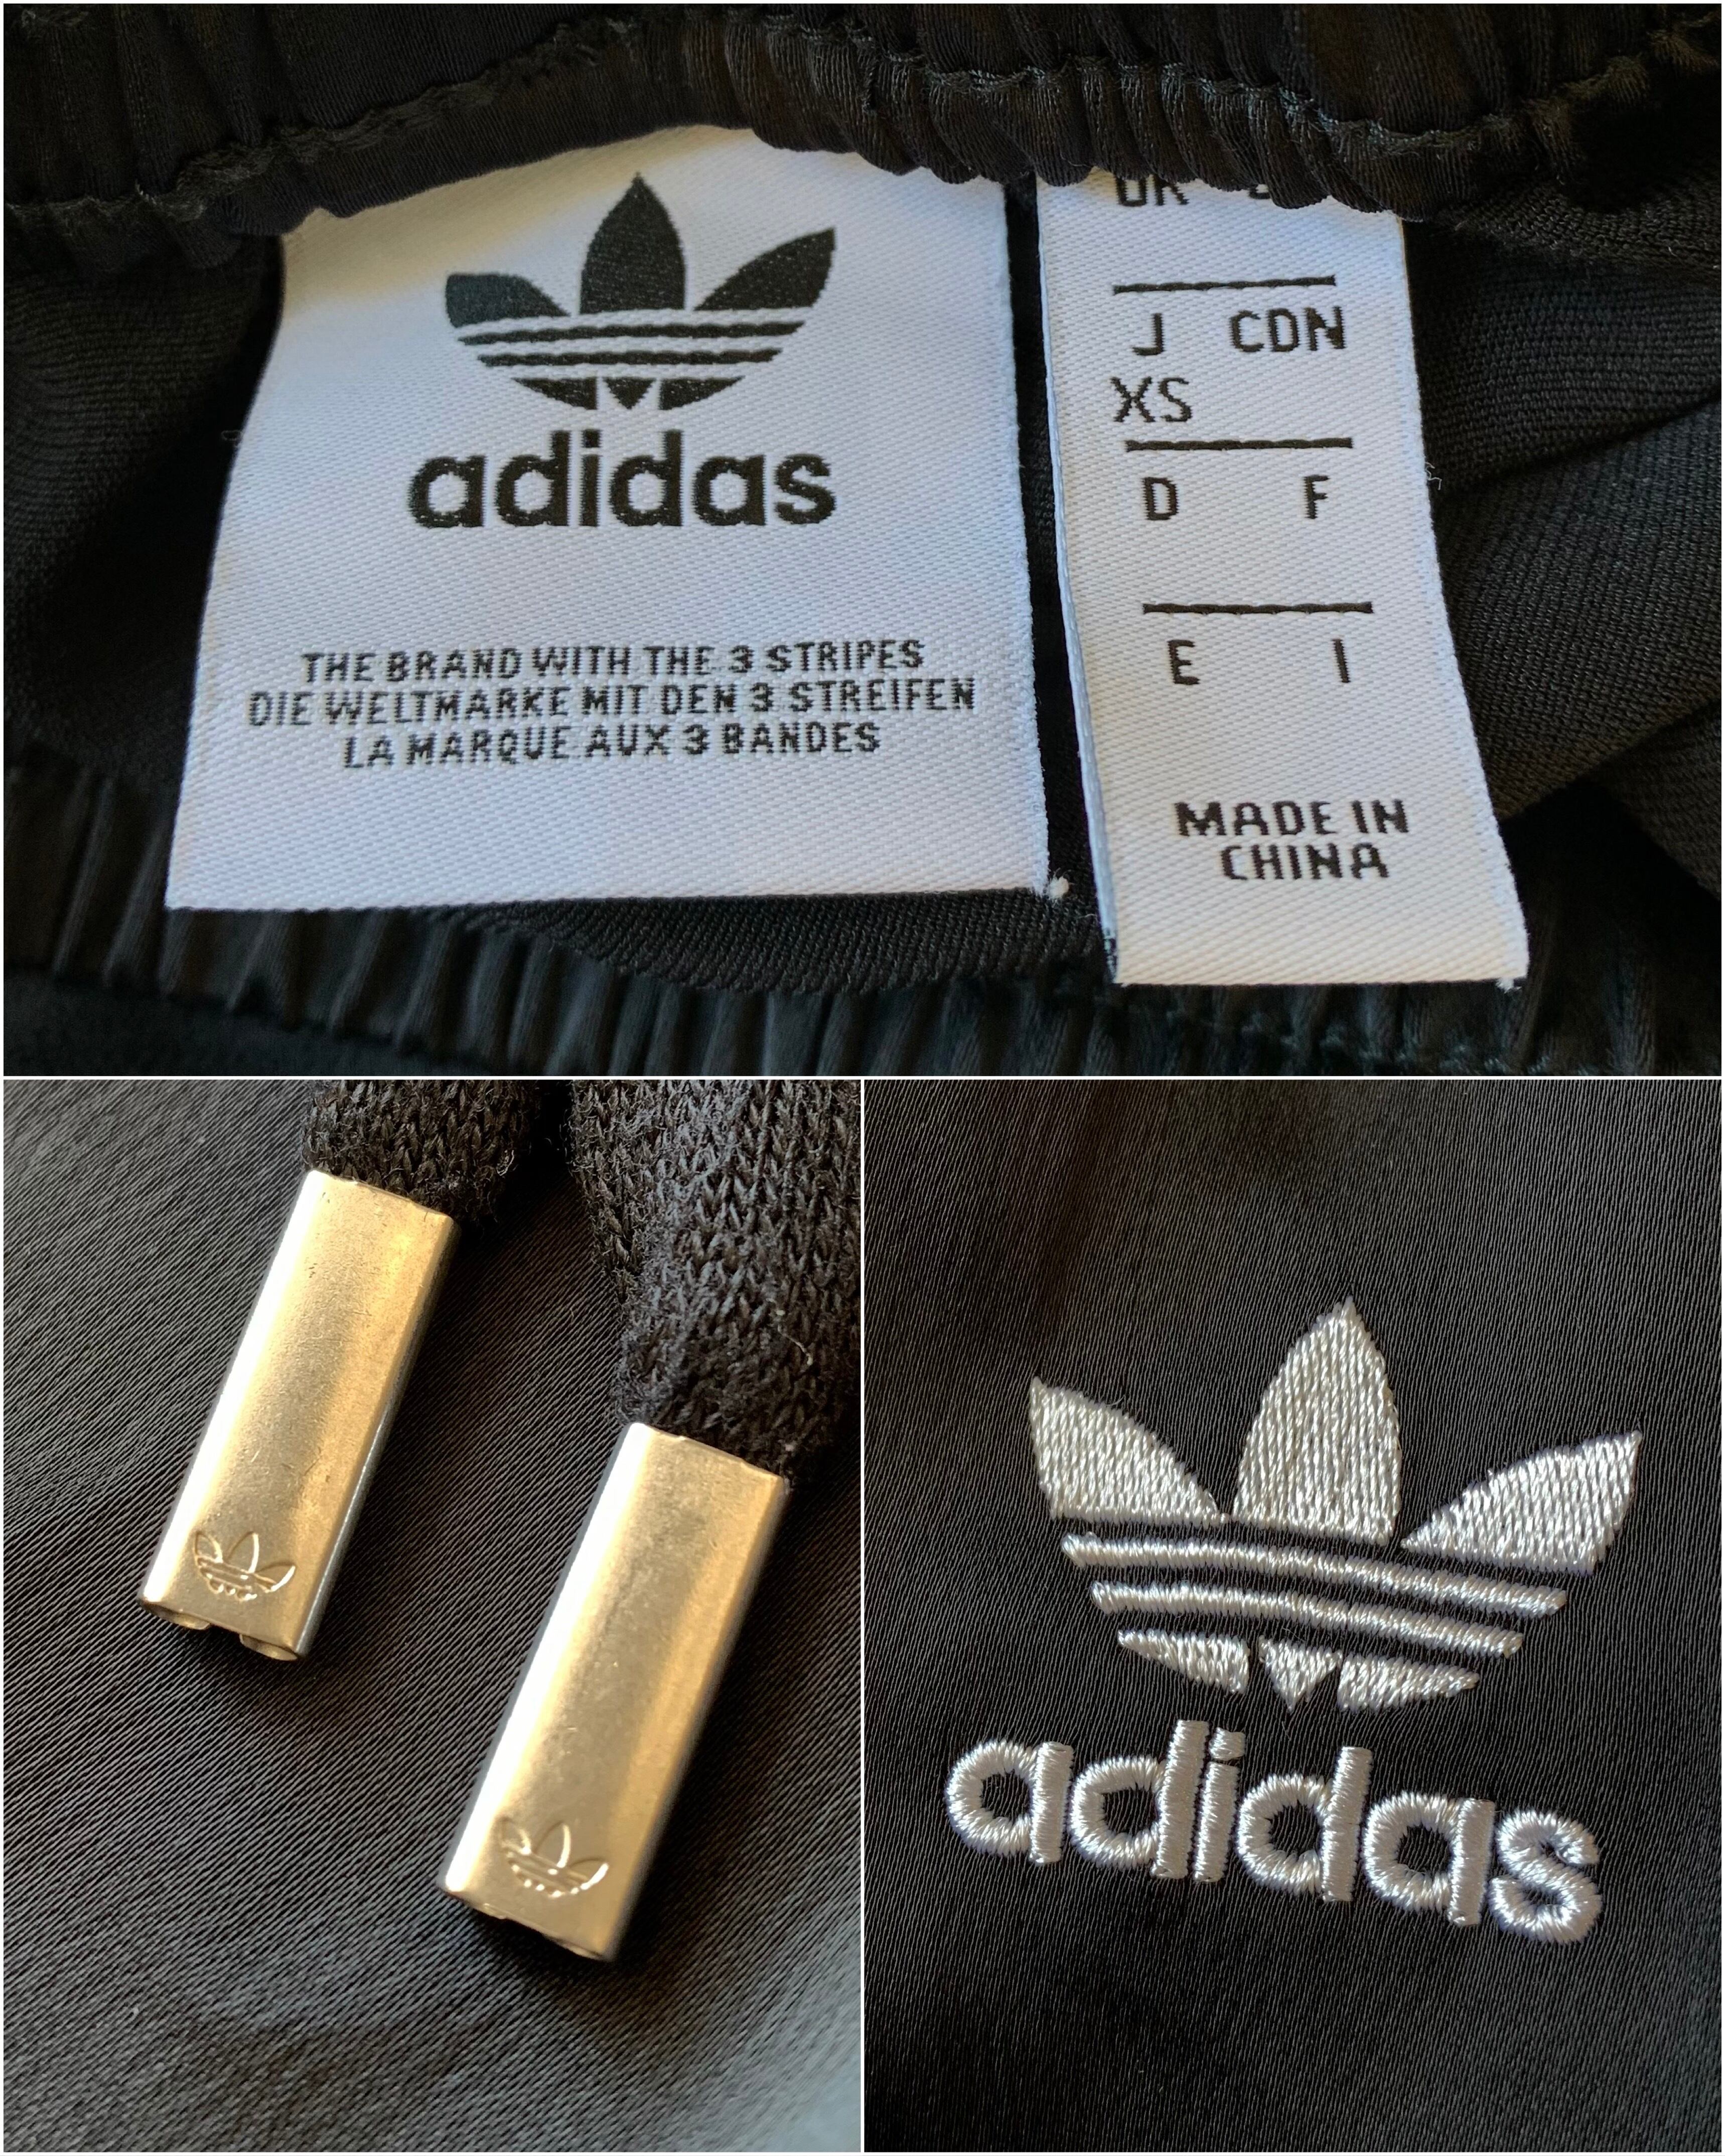 adidas
THE BRAND WITH THE 3 STRIPES
DIE WELTMARKE MIT DEN 3 STREIFEN
LA MARQUE AUX 3 BANDES
UK
J CDN
XS
D F
E I
MADE IN
CHINA
adidas